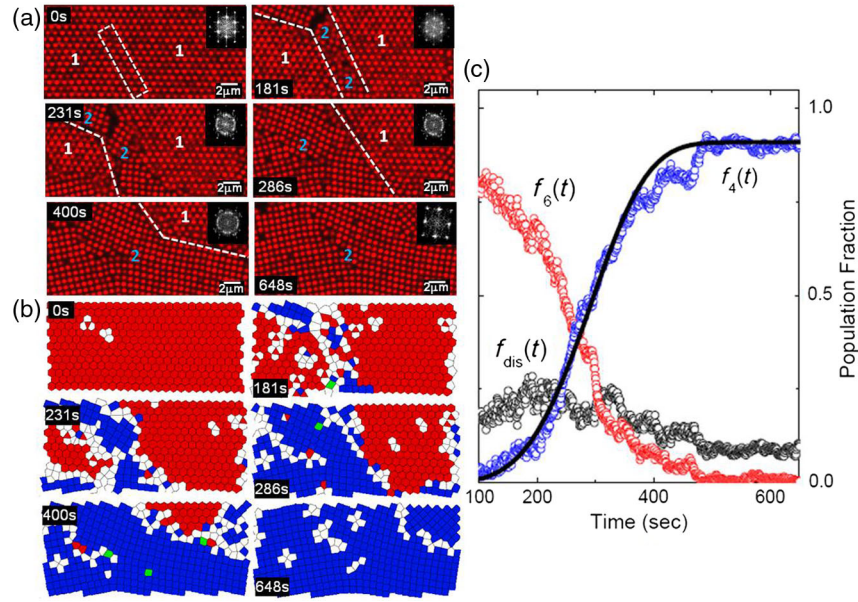 (a)
0s
1
1
2μm
181s
1
2
2
1
2μm
231s
1
2
2
1
2μm
286s
2
1
2μm
400s
2
1
2μm
648s
2
2μm
(b)
0s
181s
231s
286s
400s
648s
(c)
1.0
0.5
0.0
Population Fraction
f6(t)
f4(t)
fdis(t)
100 200 400 600
Time (sec)